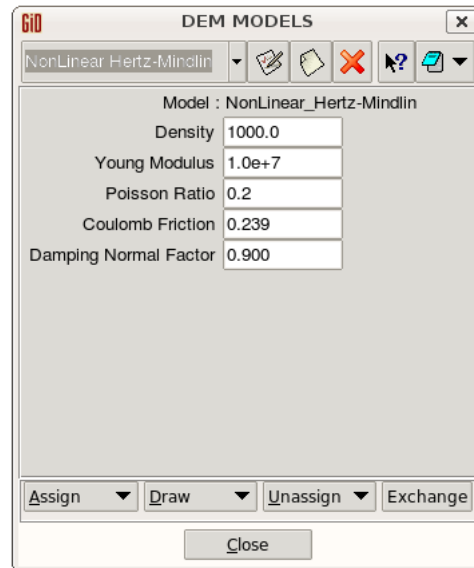 GiD DEM MODELS
NonLinear Hertz-Mindlin
Model : NonLinear_Hertz-Mindlin
Density 1000.0
Young Modulus 1.0e+7
Poisson Ratio 0.2
Coulomb Friction 0.239
Damping Normal Factor 0.900
Assign Draw Unassign Exchange
Close